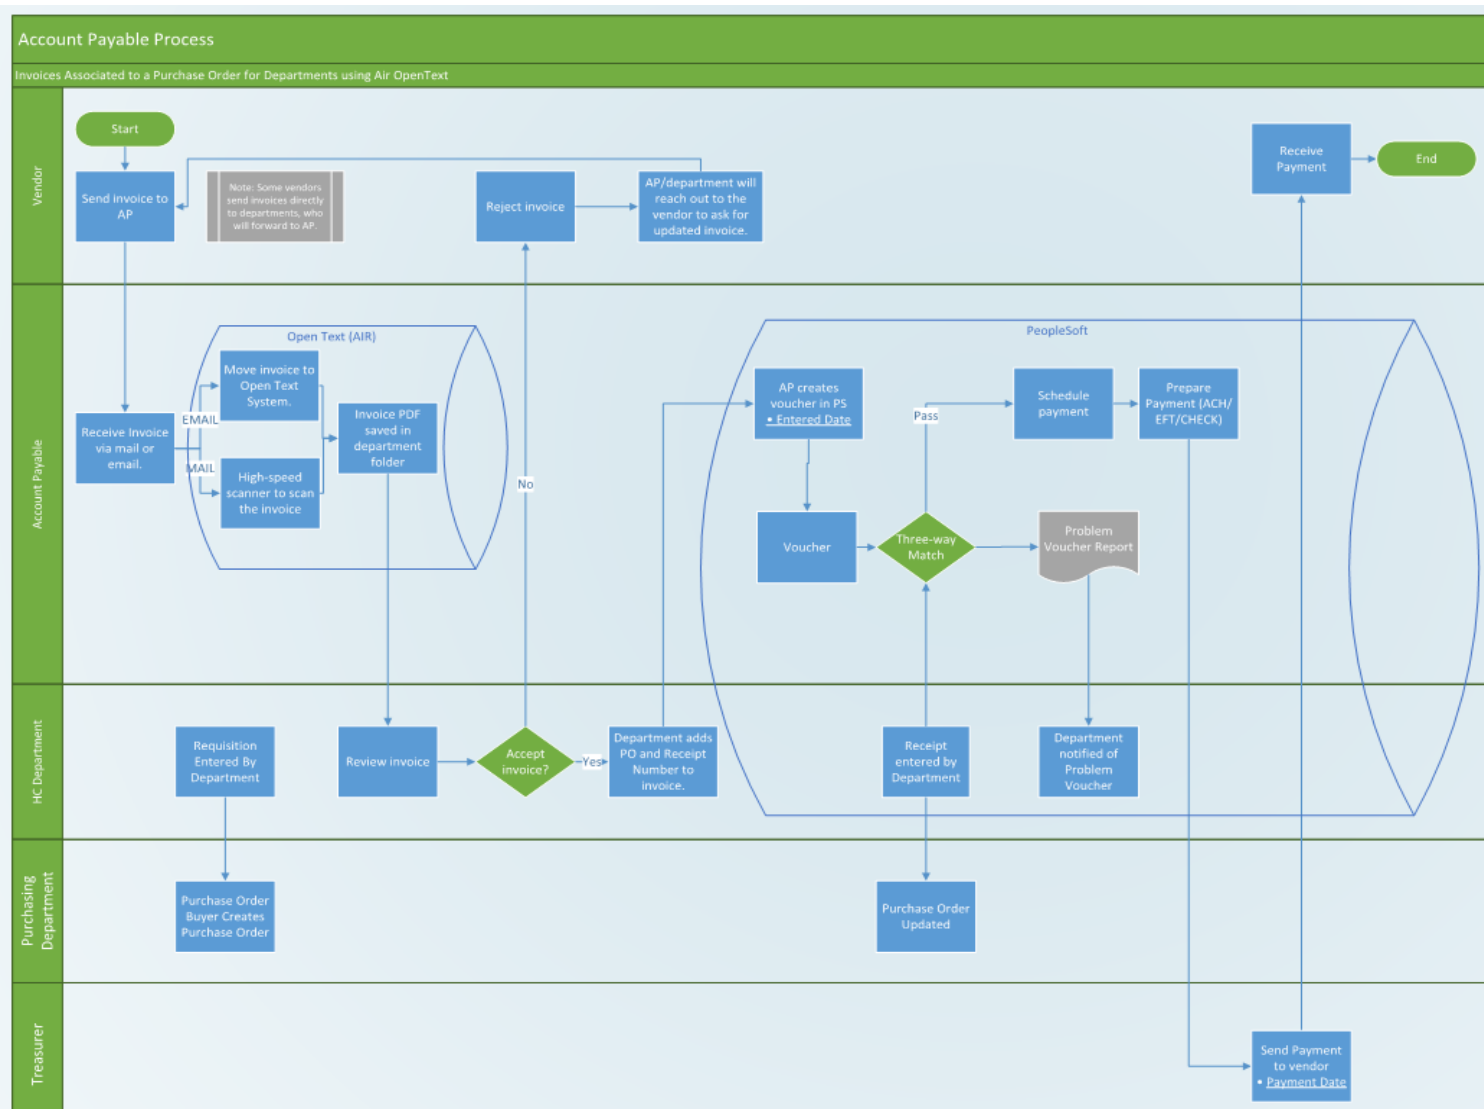 Account Payable Process
Invoices Associated to a Purchase Order for Departments using Air OpenText
Vendor
Start
Send invoice to
AP
Note: Some vendors
send invoices directly
to departments, who
will forward to AP.
Reject invoice
AP/department will
reach out to the
vendor to ask for
updated invoice.
Receive
Payment
End
Account Payable
Receive Invoice
via mail or
email.
EMAIL
MAIL
Open Text (AIR)
Move invoice to
Open Text
System.
High-speed
scanner to scan
the invoice
Invoice PDF
saved in
department
folder
No
PeopleSoft
AP creates
voucher in PS
• Entered Date
Voucher
Three-way
Match
Pass
Schedule
payment
Prepare
Payment (ACH/
EFT/CHECK)
Problem
Voucher Report
HC Department
Requisition
Entered By
Department
Review invoice
Accept
invoice?
Yes
Department adds
PO and Receipt
Number to
invoice.
Receipt
entered by
Department
Department
notified of
Problem
Voucher
Purchasing
Department
Purchase Order
Buyer Creates
Purchase Order
Purchase Order
Updated
Treasurer
Send Payment
to vendor
• Payment Date